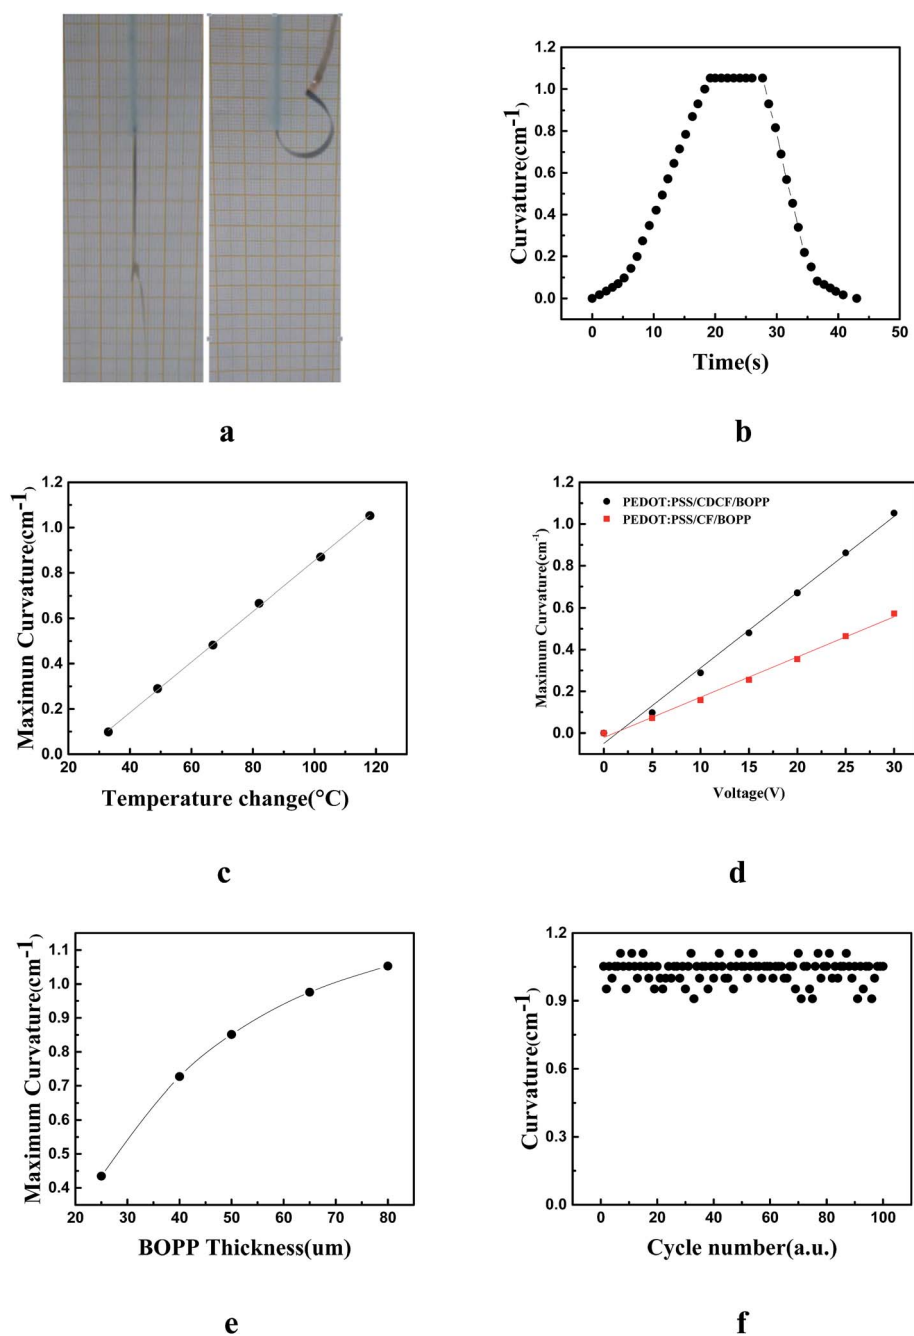 a
1.2
1.0
0.8
0.6
0.4
0.2
0.0
Curvature(cm-1)
0 10 20 30 40 50
Time(s)
b
1.2
1.0
0.8
0.6
0.4
0.2
0.0
Maximun Curvature(cm-1)
20 40 60 80 100 120
Temperature change(°C)
c
1.2
1.0
0.8
0.6
0.4
0.2
0.0
Maximum Curvature(cm-1)
PEDOT:PSS/CDCF/BOPP
PEDOT:PSS/CF/BOPP
0 5 10 15 20 25 30
Voltage(V)
d
1.1
1.0
0.9
0.8
0.7
0.6
0.5
0.4
Maximum Curvature(cm-1)
20 30 40 50 60 70 80
BOPP Thickness(um)
e
1.2
0.9
0.6
0.3
0.0
Curvature(cm-1)
0 20 40 60 80 100
Cycle number(a.u.)
f